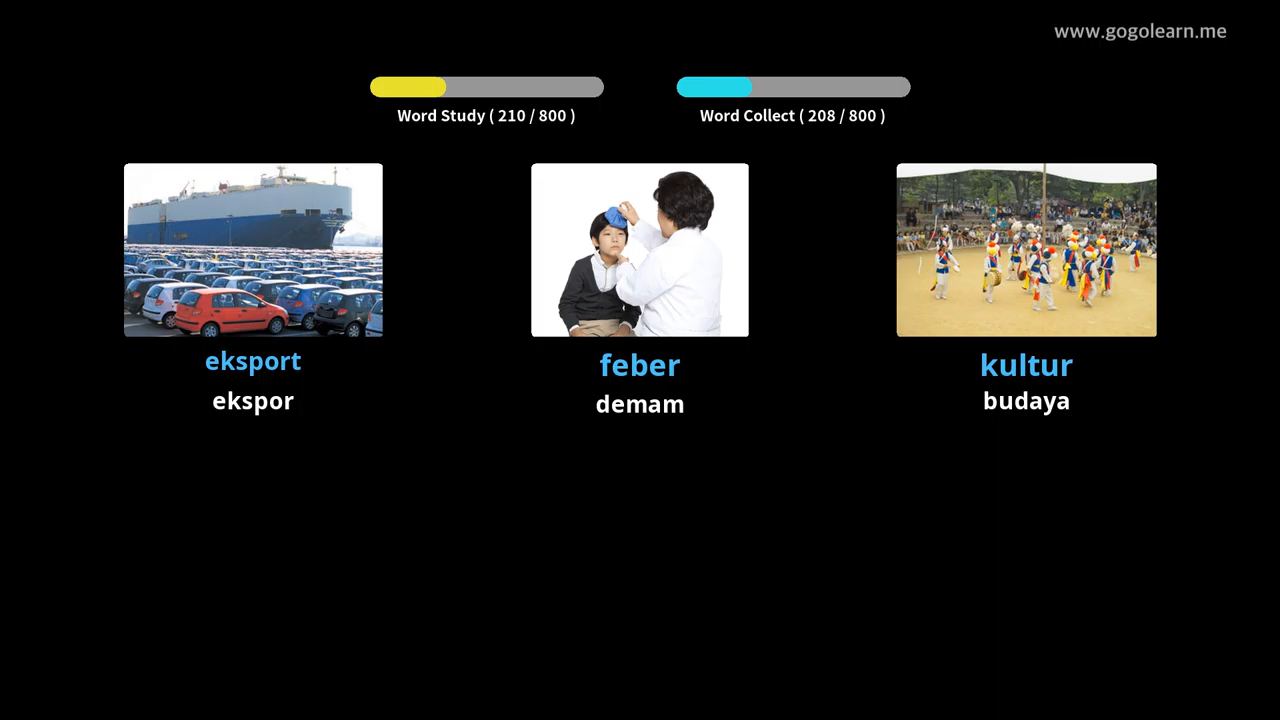 www.gogolearn.me
Word Study ( 210 / 800 )
Word Collect ( 208 / 800 )
eksport
ekspor
feber
demam
kultur
budaya